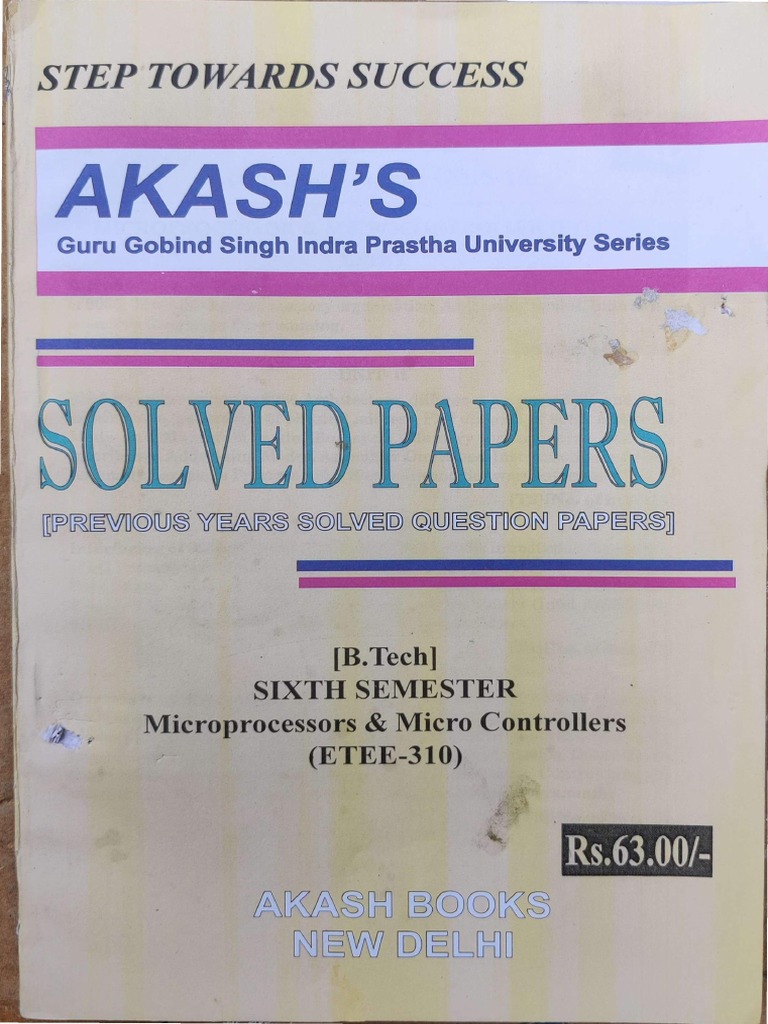 STEP TOWARDS SUCCESS
AKASH'S
Guru Gobind Singh Indra Prastha University Series
SOLVED PAPERS
[PREVIOUS YEARS SOLVED QUESTION PAPERS]
[B.Tech]
SIXTH SEMESTER
Microprocessors & Micro Controllers
(ETEE-310)
Rs.63.00/-
AKASH BOOKS
NEW DELHI